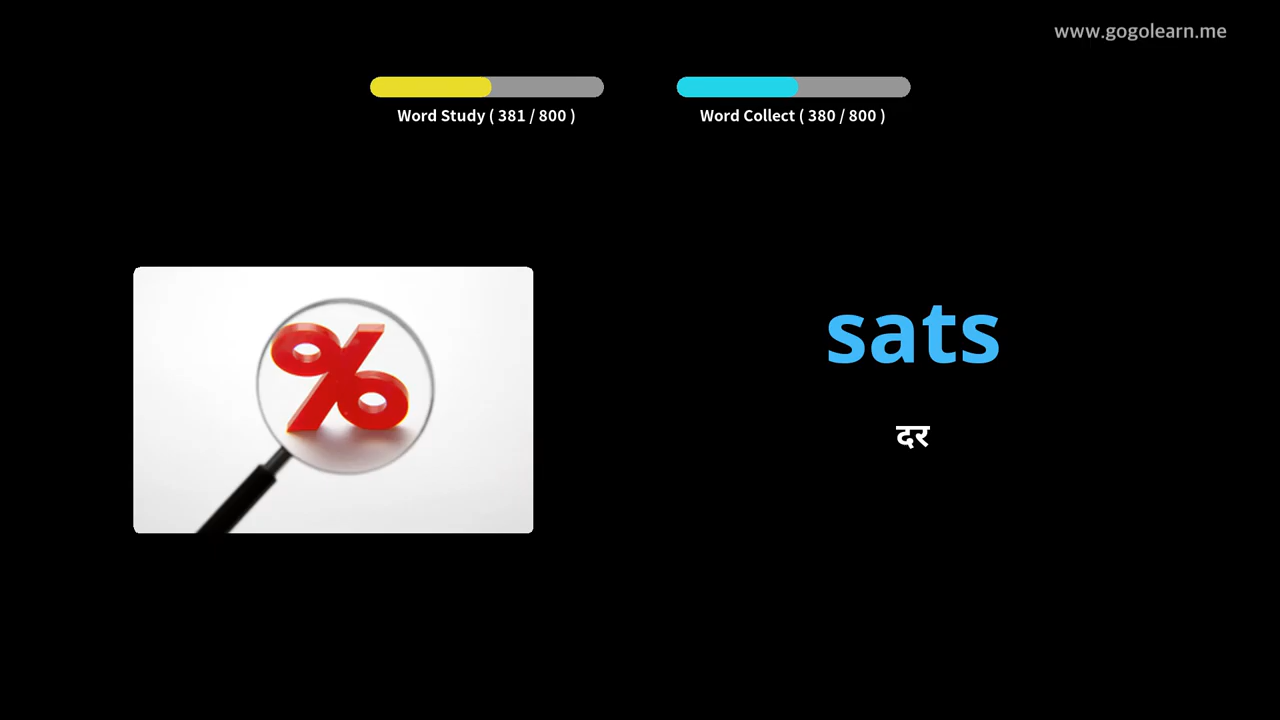 www.gogolearn.me
Word Study ( 381 / 800 )
Word Collect ( 380 / 800 )
%
sats
दर